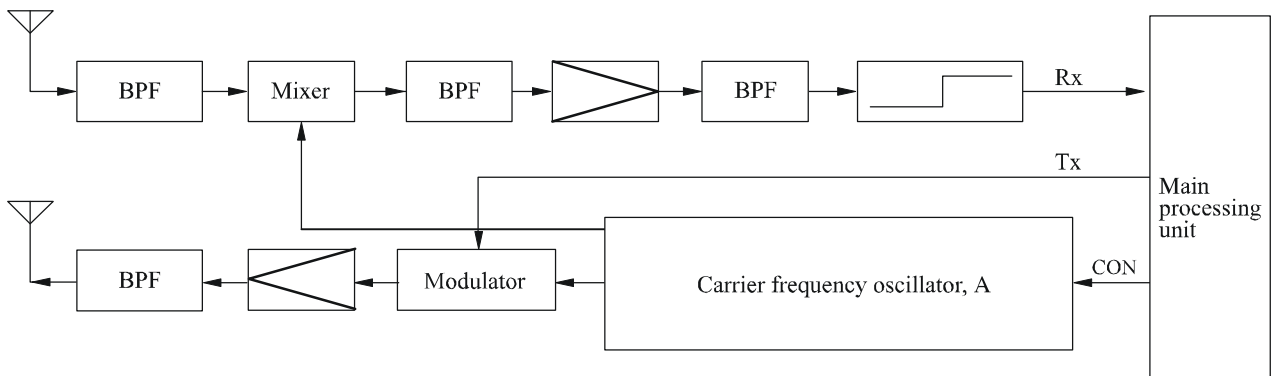 BPF
Mixer
BPF
BPF
Rx
Tx
Main
processing
unit
BPF
Modulator
Carrier frequency oscillator, A
CON